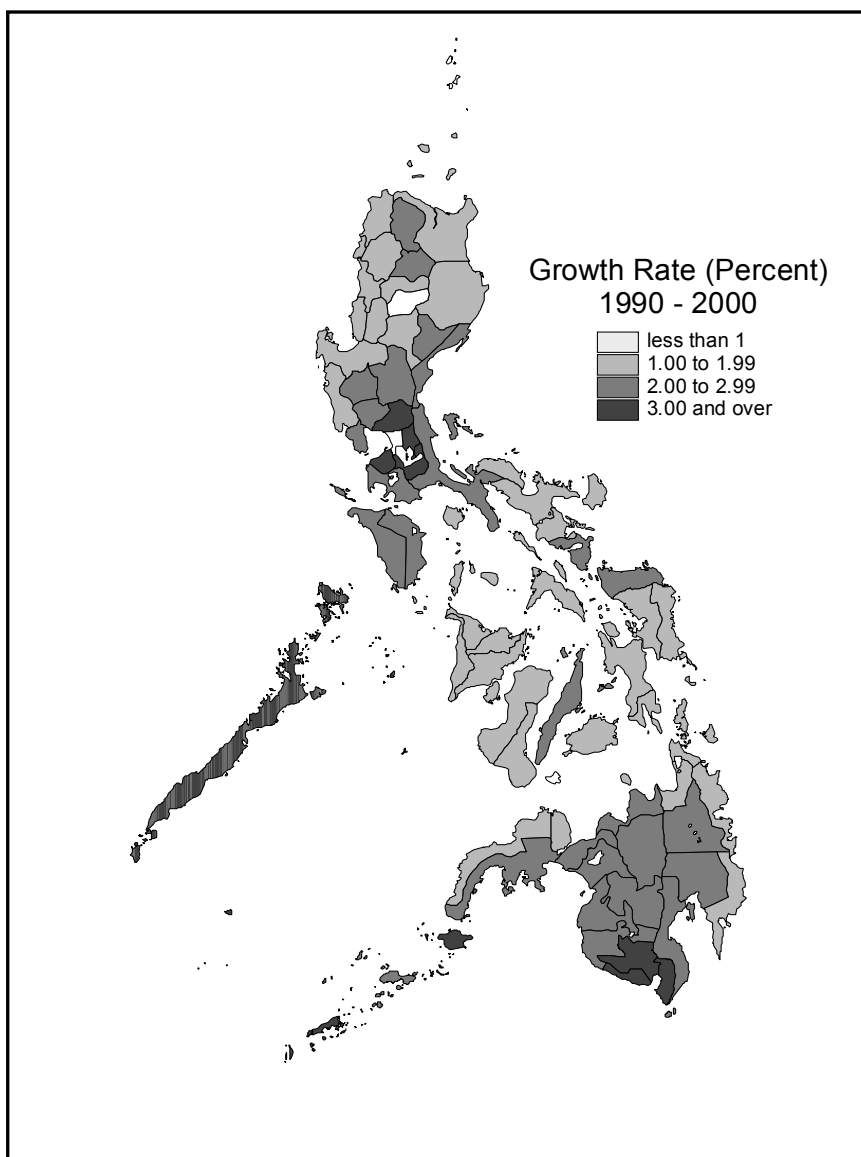 Growth Rate (Percent)
1990 - 2000
less than 1
1.00 to 1.99
2.00 to 2.99
3.00 and over